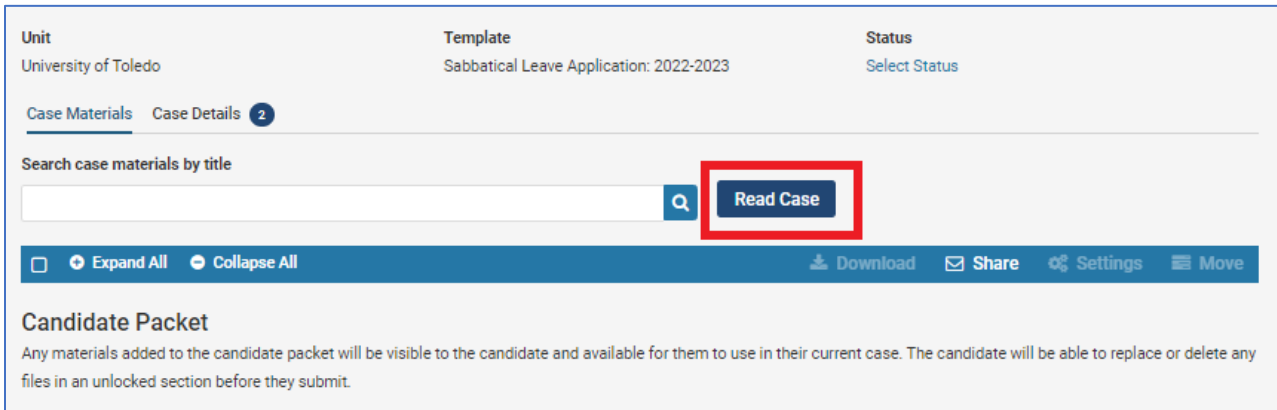 Unit Template Status
University of Toledo Sabbatical Leave Application: 2022-2023 Select Status
Case Materials Case Details 2
Search case materials by title
Read Case
Expand All Collapse All Download Share Settings Move
Candidate Packet
Any materials added to the candidate packet will be visible to the candidate and available for them to use in their current case. The candidate will be able to replace or delete any
files in an unlocked section before they submit.